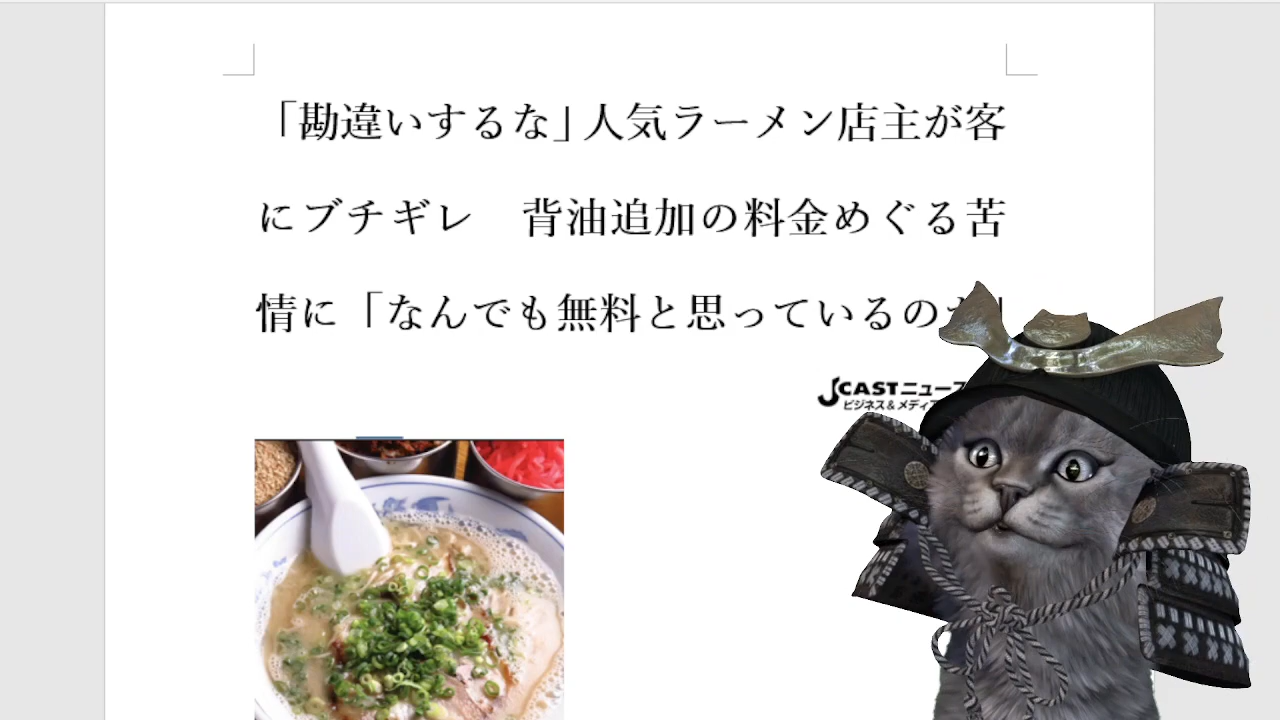 「勘違いするな」人気ラーメン店主が客
にブチギレ　背油追加の料金めぐる苦
情に「なんでも無料と思っているの
JCASTニュース
ビジネス＆メディア